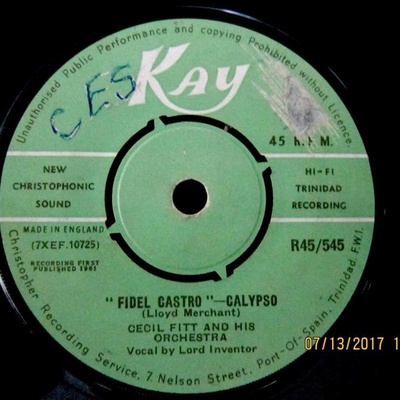 Unauthorised Public Performance and copying Prohibited without Licence.
CES
Kay
45 R.P.M.
NEW
CHRISTOPHONIC
SOUND
HI-FI
TRINIDAD
RECORDING
MADE IN ENGLAND
(7XEF.10725)
RECORDING FIRST
PUBLISHED 1961
R45/545
" FIDEL CASTRO "—CALYPSO
(Lloyd Merchant)
CECIL FITT AND HIS
ORCHESTRA
Vocal by Lord Inventor
Christopher Recording Service, 7 Nelson Street, Port-Of-Spain, Trinidad, F.W.I.
07/13/2017 1